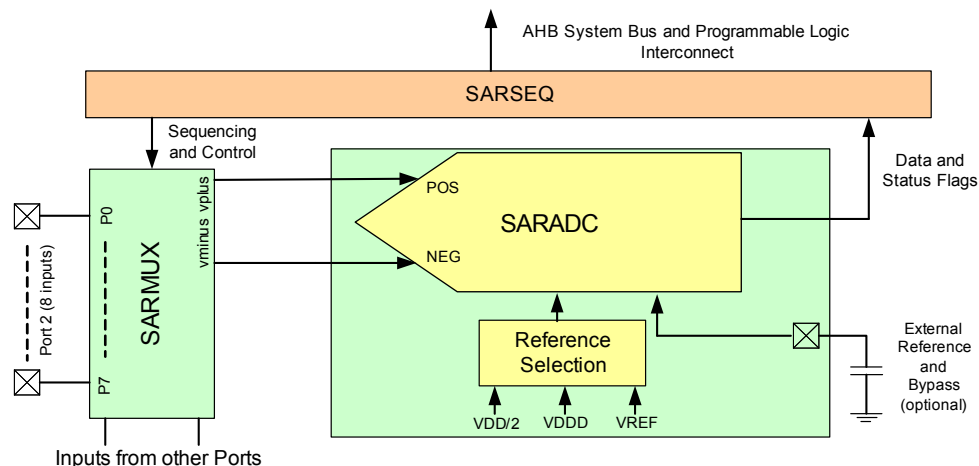 AHB System Bus and Programmable Logic
Interconnect
SARSEQ
Sequencing
and Control
Data and
Status Flags
vminus vplus
POS
NEG
SARADC
P0
P7
SARMUX
Port 2 (8 inputs)
Reference
Selection
VDD/2
VDDD
VREF
External
Reference
and
Bypass
(optional)
Inputs from other Ports